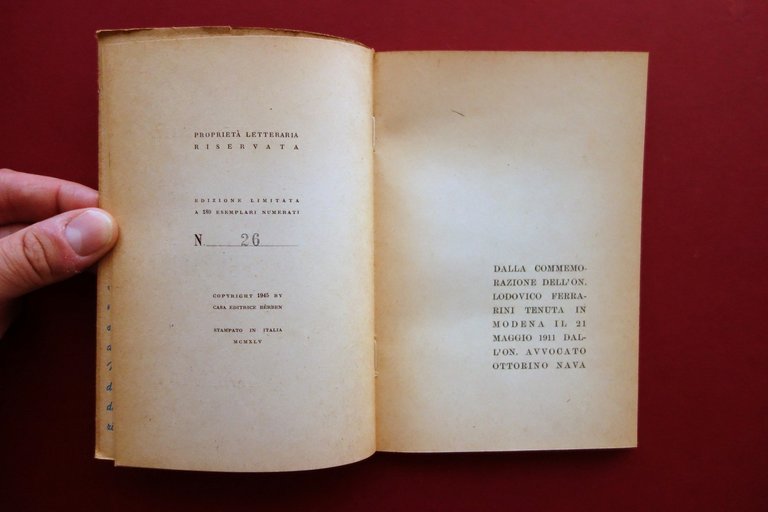 PROPRIETÀ LETTERARIA
RISERVATA
EDIZIONE LIMITATA
A 580 ESEMPLARI NUMERATI
N 26
COPYRIGHT 1945 BY
CASA EDITRICE BÈRBEN
STAMPATO IN ITALIA
MCMXLV
DALLA COMMEMO-
RAZIONE DELL'ON.
LODOVICO FERRA-
RINI TENUTA IN
MODENA IL 21
MAGGIO 1911 DAL-
L'ON. AVVOCATO
OTTORINO NAVA